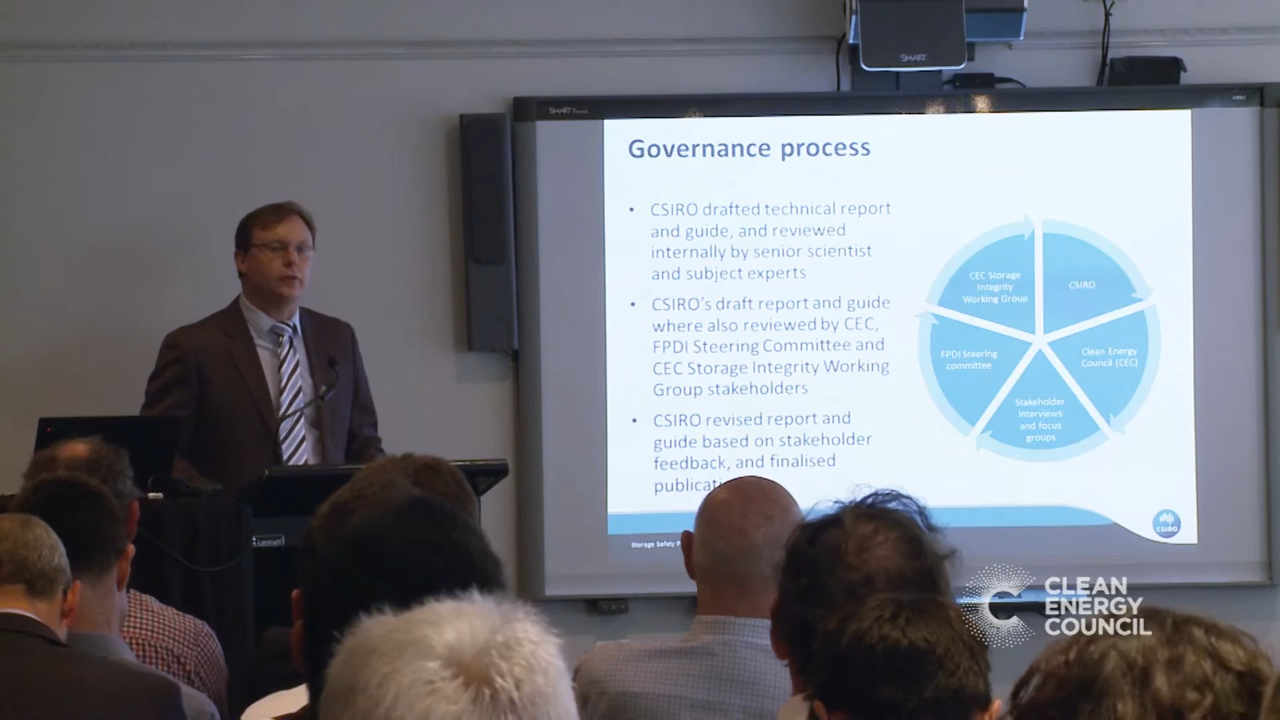 SMART
SMART
Governance process
• CSIRO drafted technical report
and guide, and reviewed
internally by senior scientist
and subject experts
• CSIRO's draft report and guide
where also reviewed by CEC,
FPDI Steering Committee and
CEC Storage Integrity Working
Group stakeholders
• CSIRO revised report and
guide based on stakeholder
feedback, and finalised
CEC Storage
Integrity
Working Group
CSIRO
FPDI Steering
committee
Clean Energy
Council (CEC)
Stakeholder
interviews
and focus
groups
Storage Safety
CSIRO
CLEAN
ENERGY
COUNCIL